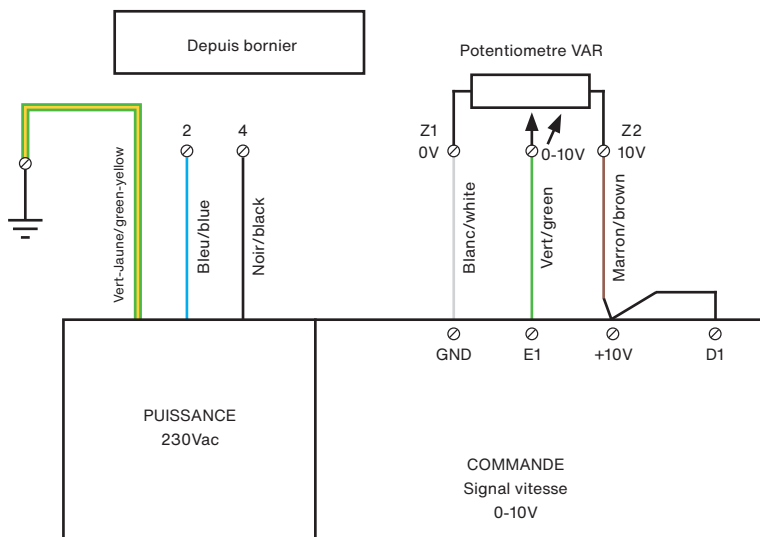 Depuis bornier
Potentiometre VAR
2
4
Z1
0V
0-10V
Z2
10V
Vert-Jaune/green-yellow
Bleu/blue
Noir/black
Blanc/white
Vert/green
Marron/brown
GND
E1
+10V
D1
PUISSANCE
230Vac
COMMANDE
Signal vitesse
0-10V